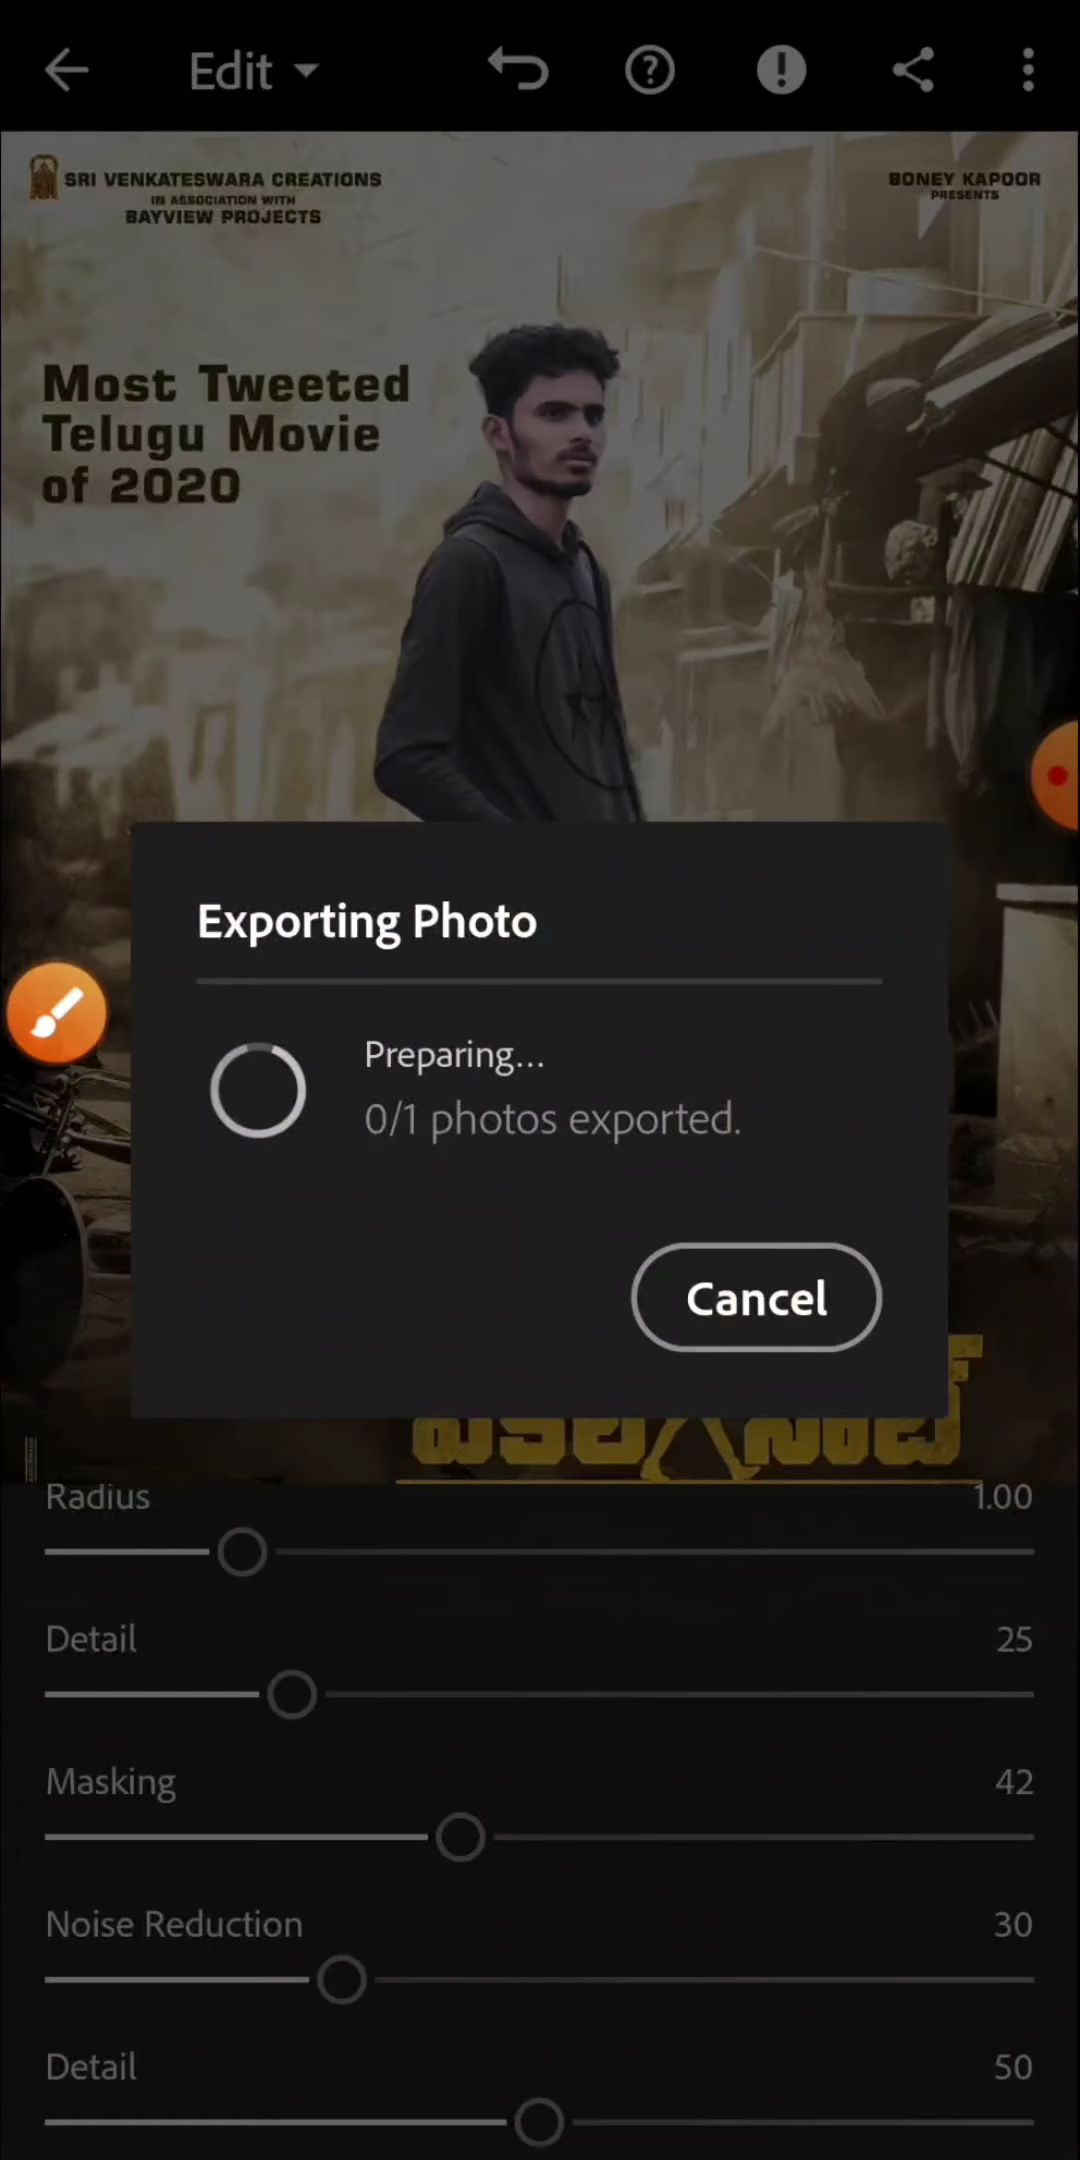 Edit
SRI VENKATESWARA CREATIONS
IN ASSOCIATION WITH
BAYVIEW PROJECTS
BONEY KAPOOR
PRESENTS
Most Tweeted
Telugu Movie
of 2020
Exporting Photo
Preparing...
0/1 photos exported.
Cancel
Radius 1.00
Detail 25
Masking 42
Noise Reduction 30
Detail 50